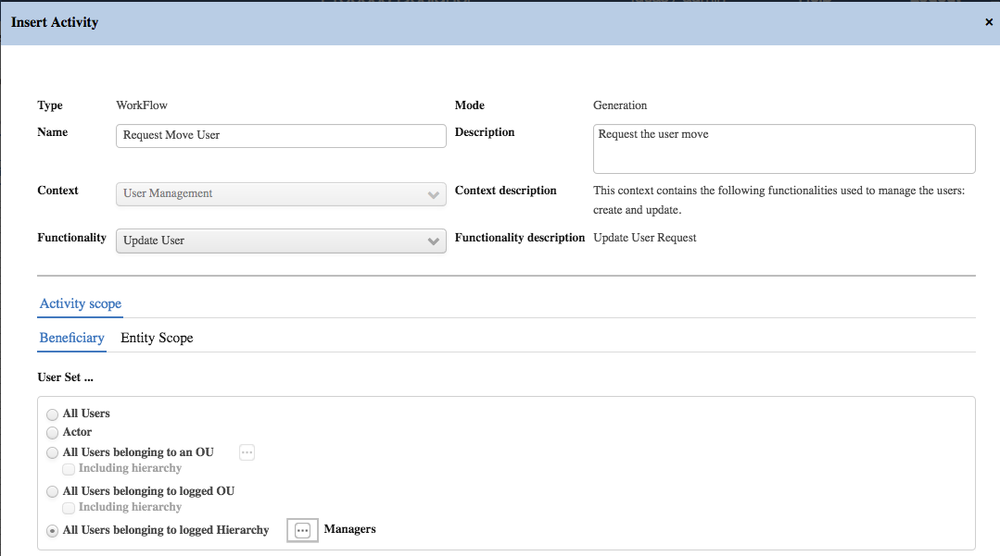 Insert Activity ×
Type WorkFlow Mode Generation
Name Request Move User Description Request the user move
Context User Management Context description This context contains the following functionalities used to manage the users:
create and update.
Functionality Update User Functionality description Update User Request
Activity scope
Beneficiary Entity Scope
User Set ...
All Users
Actor
All Users belonging to an OU ...
Including hierarchy
All Users belonging to logged OU
Including hierarchy
All Users belonging to logged Hierarchy ... Managers